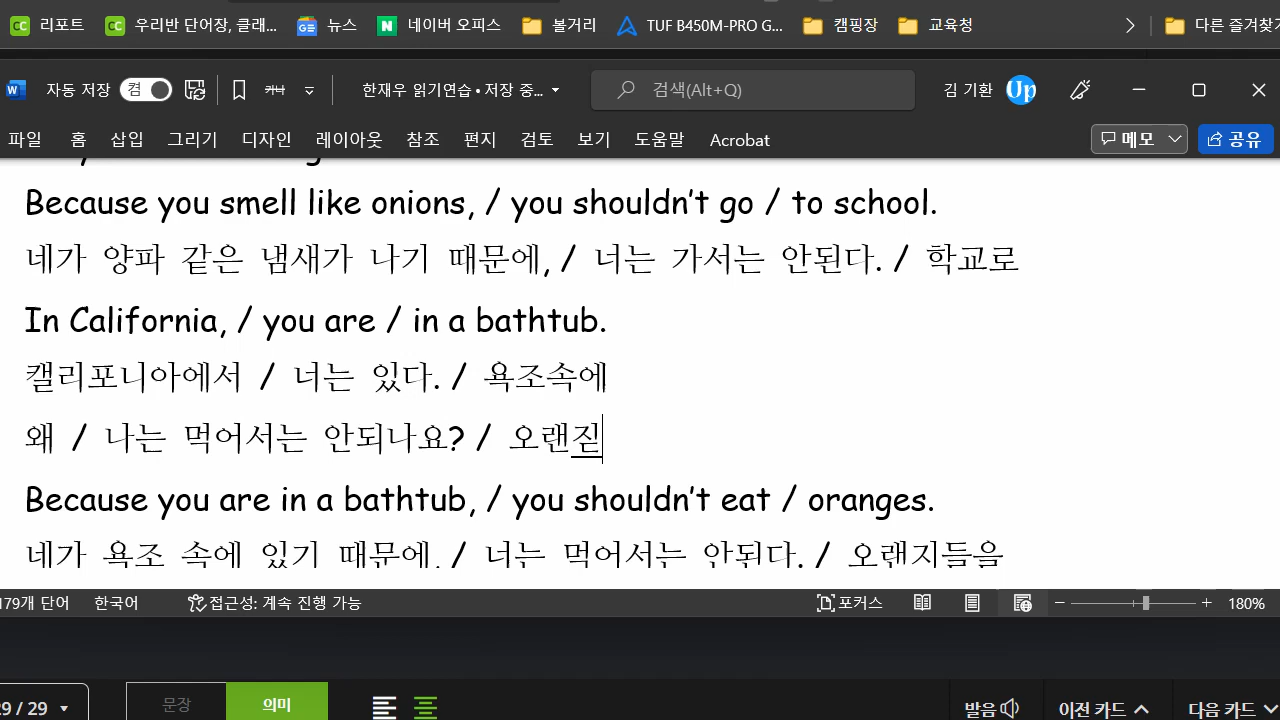 리포트 우리반 단어장, 클래... 뉴스 네이버 오피스 볼거리 TUF B450M-PRO G... 캠핑장 교육청 다른 즐겨찾기
자동 저장 켬 가나 한재우 읽기연습 • 저장 중... 검색(Alt+Q) 김 기환 Up
파일 홈 삽입 그리기 디자인 레이아웃 참조 편지 검토 보기 도움말 Acrobat 메모 공유
Because you smell like onions, / you shouldn't go / to school.
네가 양파 같은 냄새가 나기 때문에, / 너는 가서는 안된다. / 학교로
In California, / you are / in a bathtub.
캘리포니아에서 / 너는 있다. / 욕조속에
왜 / 나는 먹어서는 안되나요? / 오랜짇
Because you are in a bathtub, / you shouldn't eat / oranges.
네가 욕조 속에 있기 때문에, / 너는 먹어서는 안된다. / 오랜지들을
179개 단어 한국어 접근성: 계속 진행 가능 포커스 180%
29 / 29 문장 의미 발음 이전 카드 다음 카드